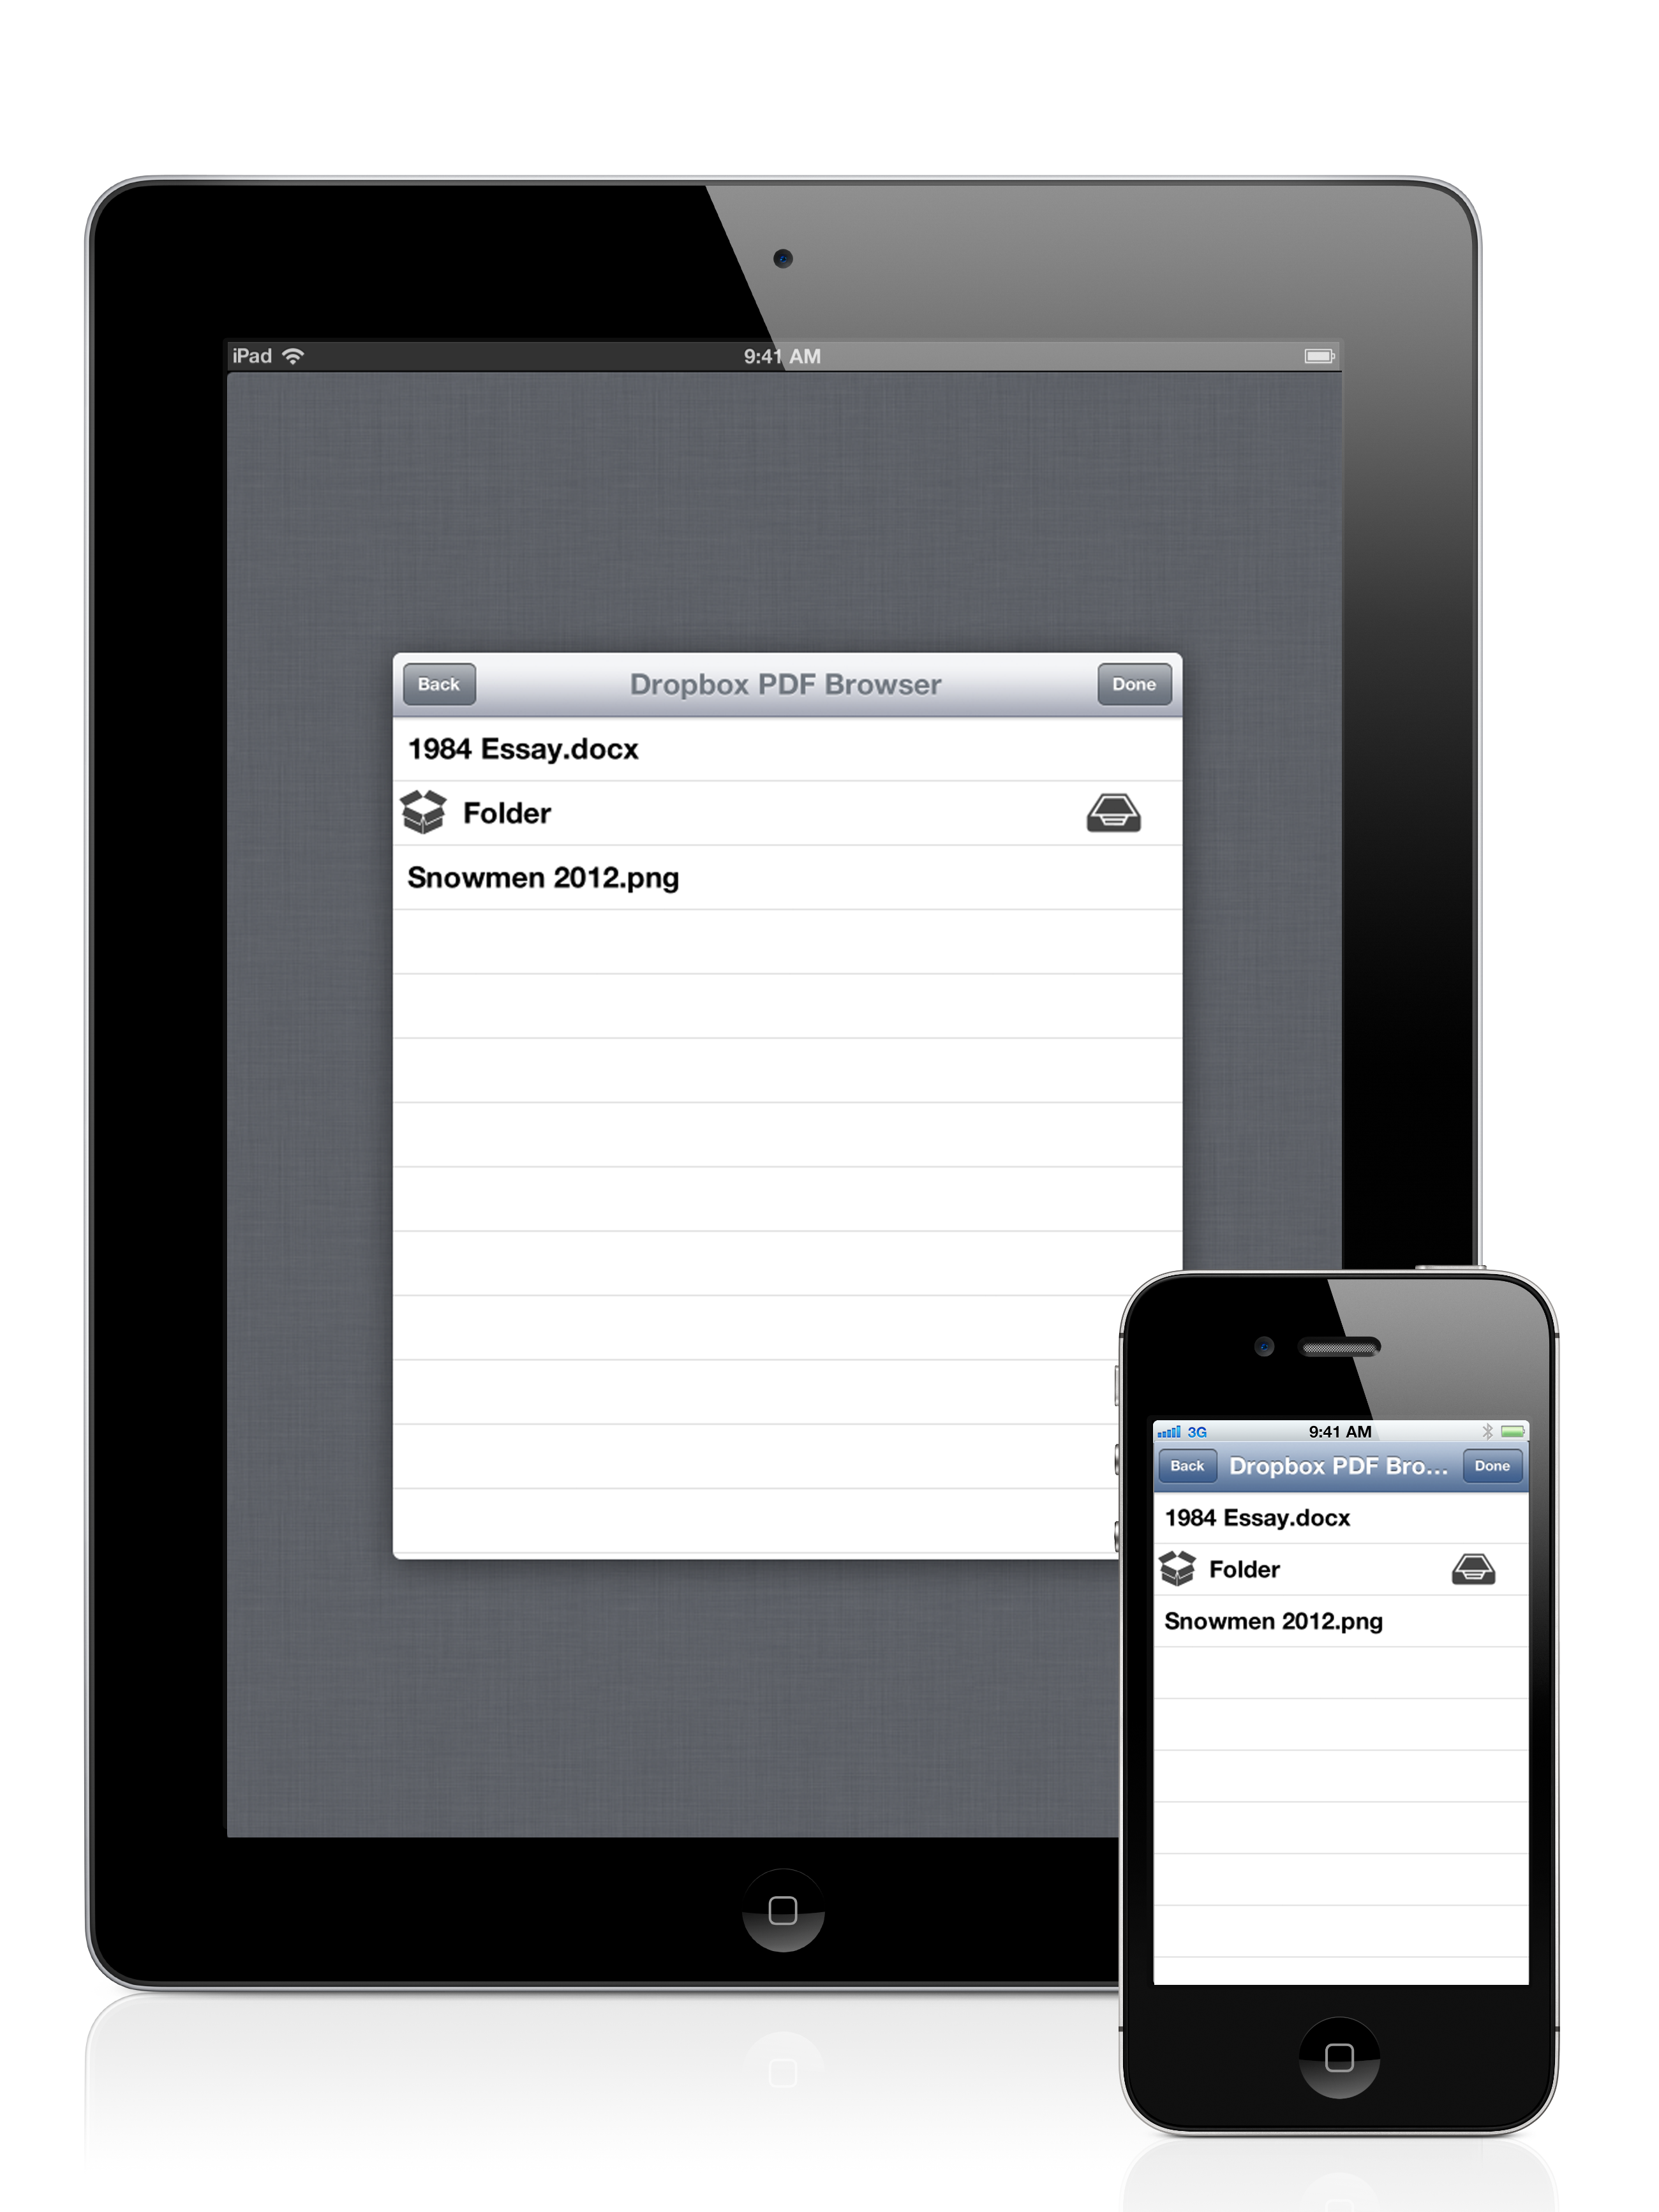 iPad 9:41 AM
Back Dropbox PDF Browser Done
1984 Essay.docx
Folder
Snowmen 2012.png
3G 9:41 AM
Back Dropbox PDF Bro... Done
1984 Essay.docx
Folder
Snowmen 2012.png